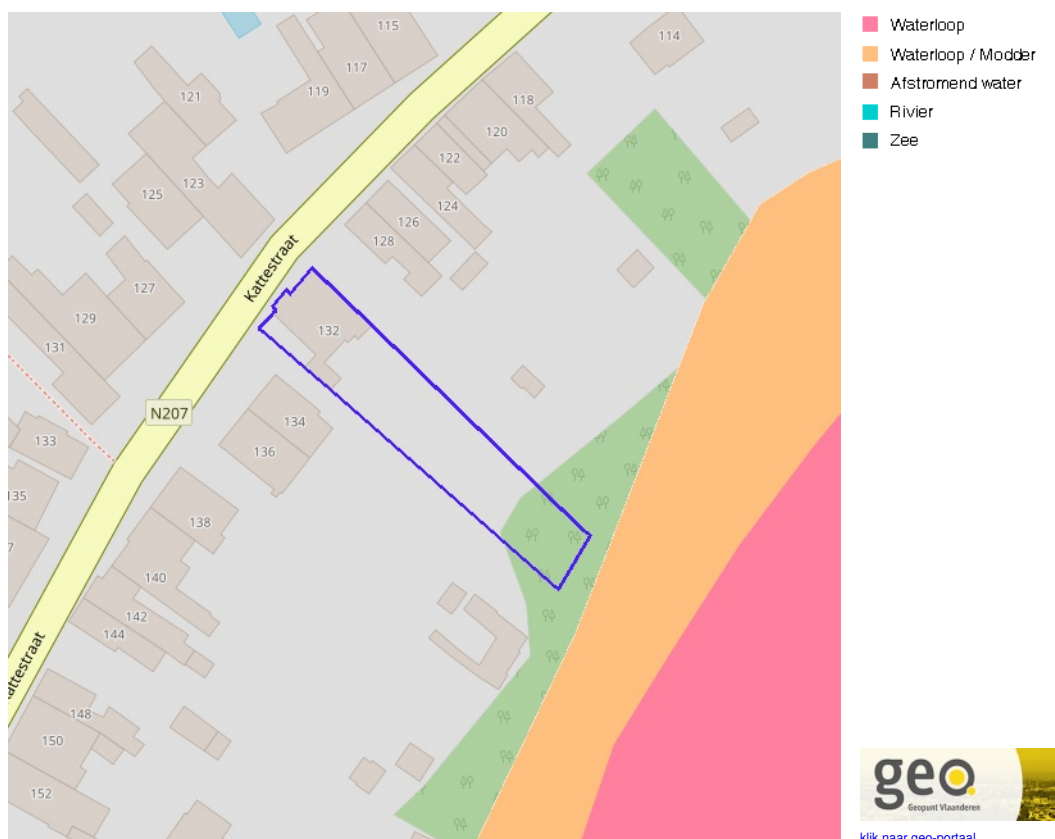 115
117
119
121
123
125
127
129
131
133
135
7
114
118
120
122
124
126
128
132
134
136
138
140
142
144
148
150
152
Kattestraat
N207
Kattestraat
Waterloop
Waterloop / Modder
Afstromend water
Rivier
Zee
geo
Geopunt Vlaanderen
klik naar geo-portaal